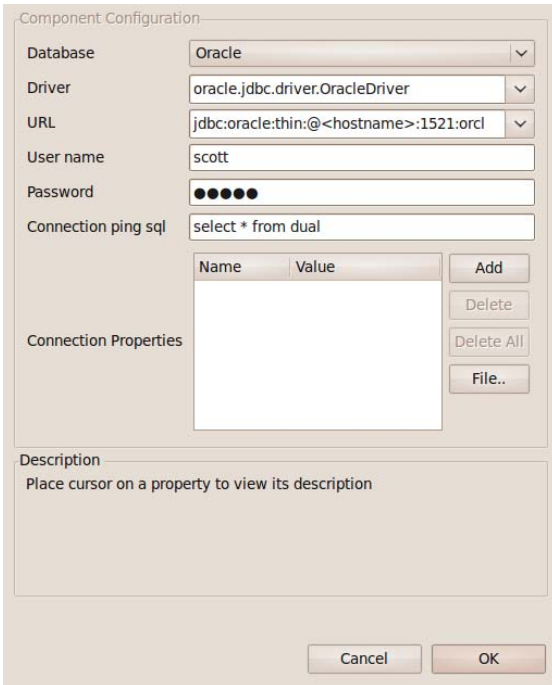 Component Configuration
Database Oracle
Driver oracle.jdbc.driver.OracleDriver
URL jdbc:oracle:thin:@<hostname>:1521:orcl
User name scott
Password ●●●●●
Connection ping sql select * from dual
Name Value
Add
Delete
Connection Properties Delete All
File..
Description
Place cursor on a property to view its description
Cancel OK